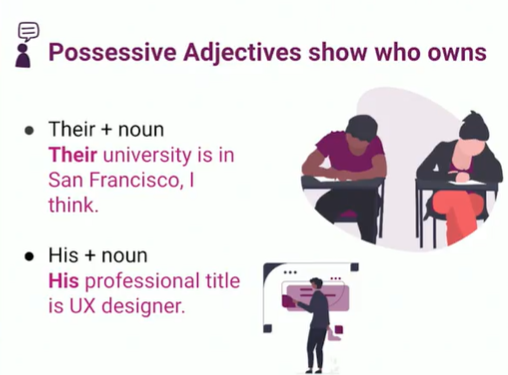 Possessive Adjectives show who owns
● Their + noun
Their university is in
San Francisco, I
think.
● His + noun
His professional title
is UX designer.